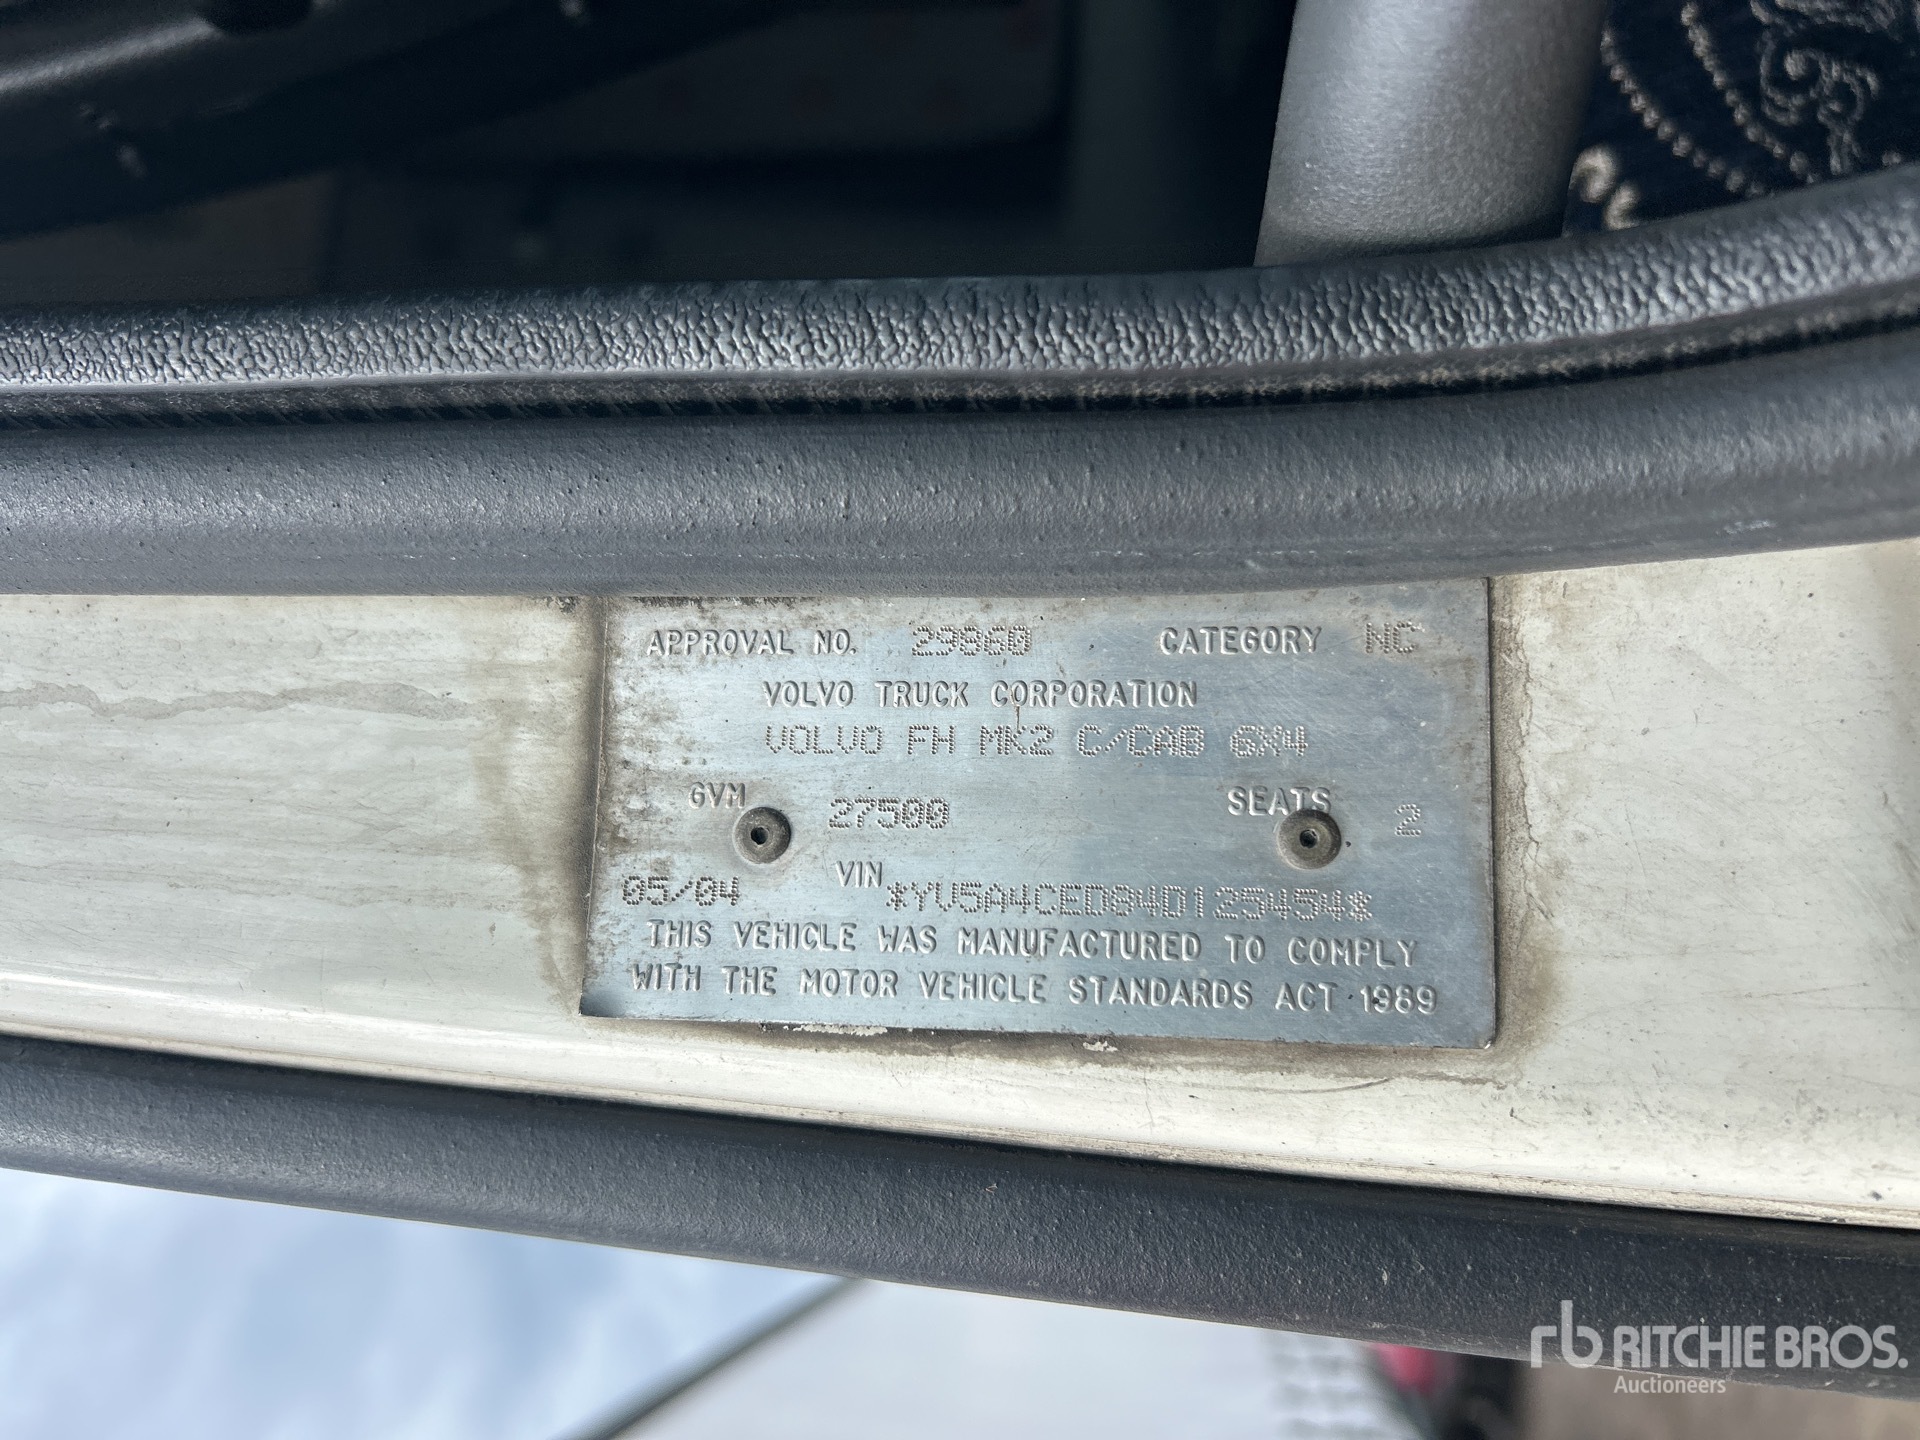 APPROVAL NO. 29860 CATEGORY NC
VOLVO TRUCK CORPORATION
VOLVO FH MK2 C/CAB 6X4
GVM 27500 SEATS 2
05/04 VIN *YV5A4CED84D125454*
THIS VEHICLE WAS MANUFACTURED TO COMPLY
WITH THE MOTOR VEHICLE STANDARDS ACT 1989
rb RITCHIE BROS.
Auctioneers